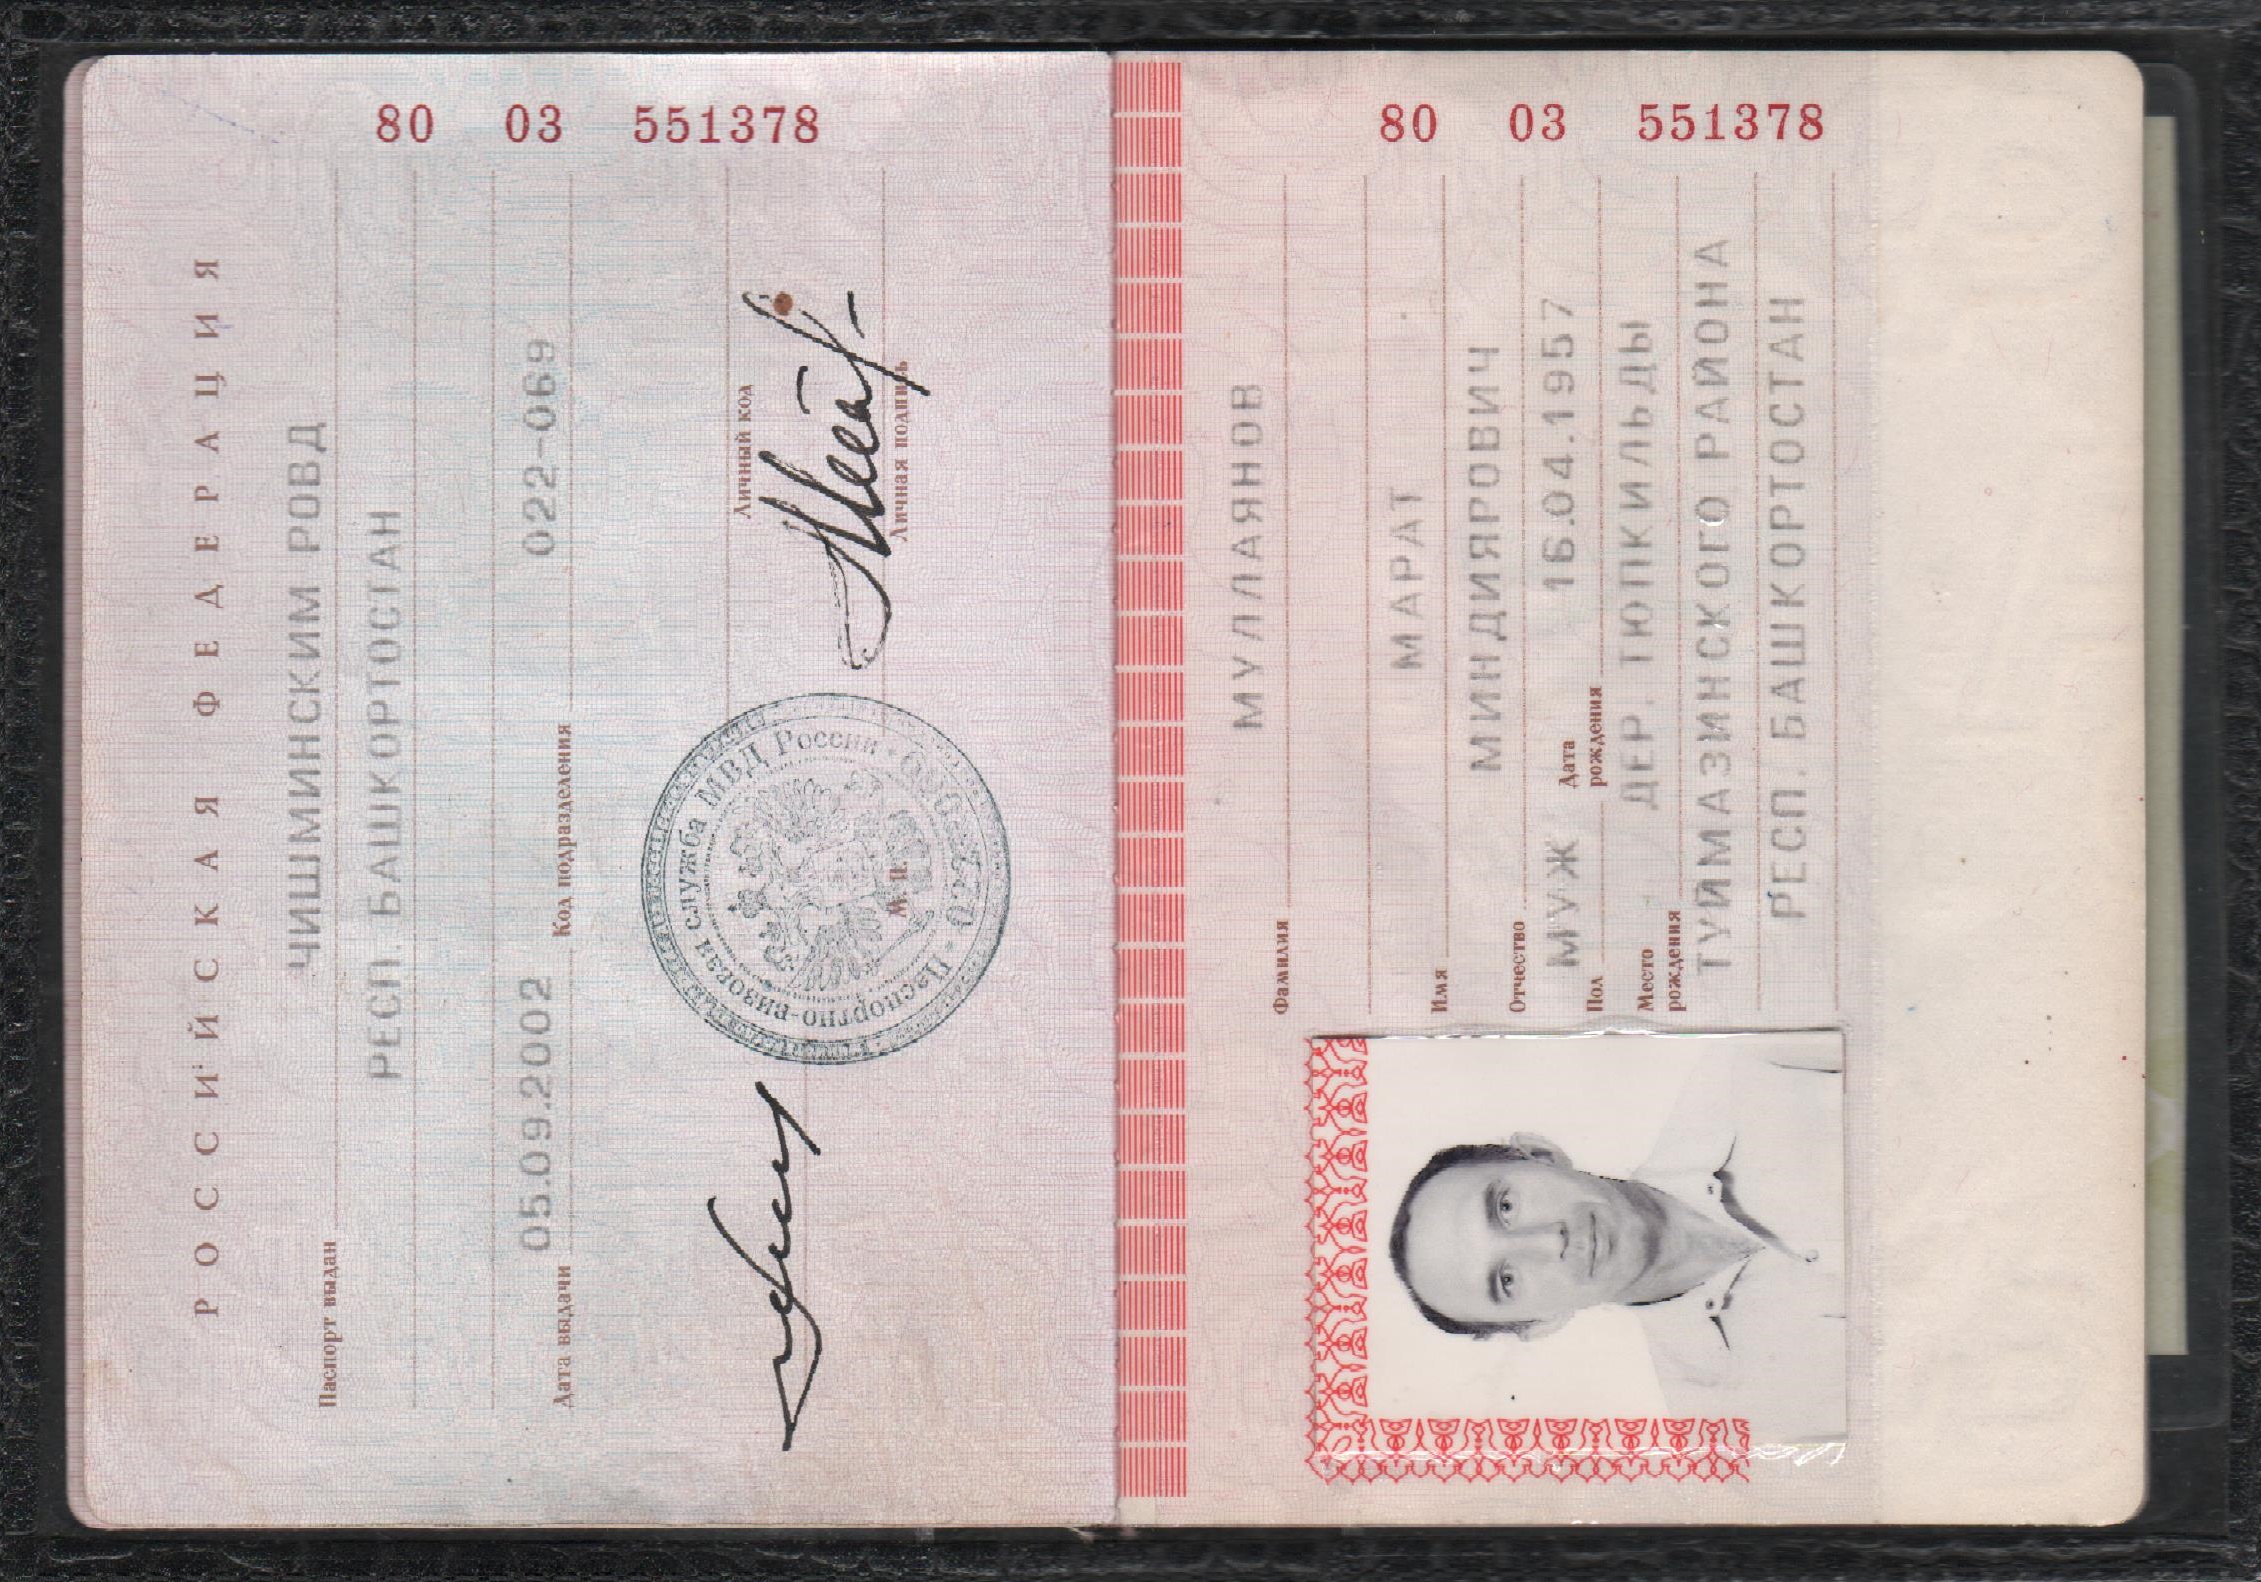 РОССИЙСКАЯ ФЕДЕРАЦИЯ
80 03 551378
Паспорт выдан
ЧИШМИНСКИМ РОВД
РЕСП. БАШКОРТОСТАН
Дата выдачи 05.09.2002 Код подразделения 022-069
Личный код
Личная подпись
М.П.
Паспортно-визовая служба МВД России
80 03 551378
Фамилия МУЛЛАЯНОВ
Имя МАРАТ
Отчество МИНДИЯРОВИЧ
Пол МУЖ Дата рождения 16.04.1957
Место рождения ДЕР. ТЮПКИЛЬДЫ
ТУЙМАЗИНСКОГО РАЙОНА
РЕСП. БАШКОРТОСТАН